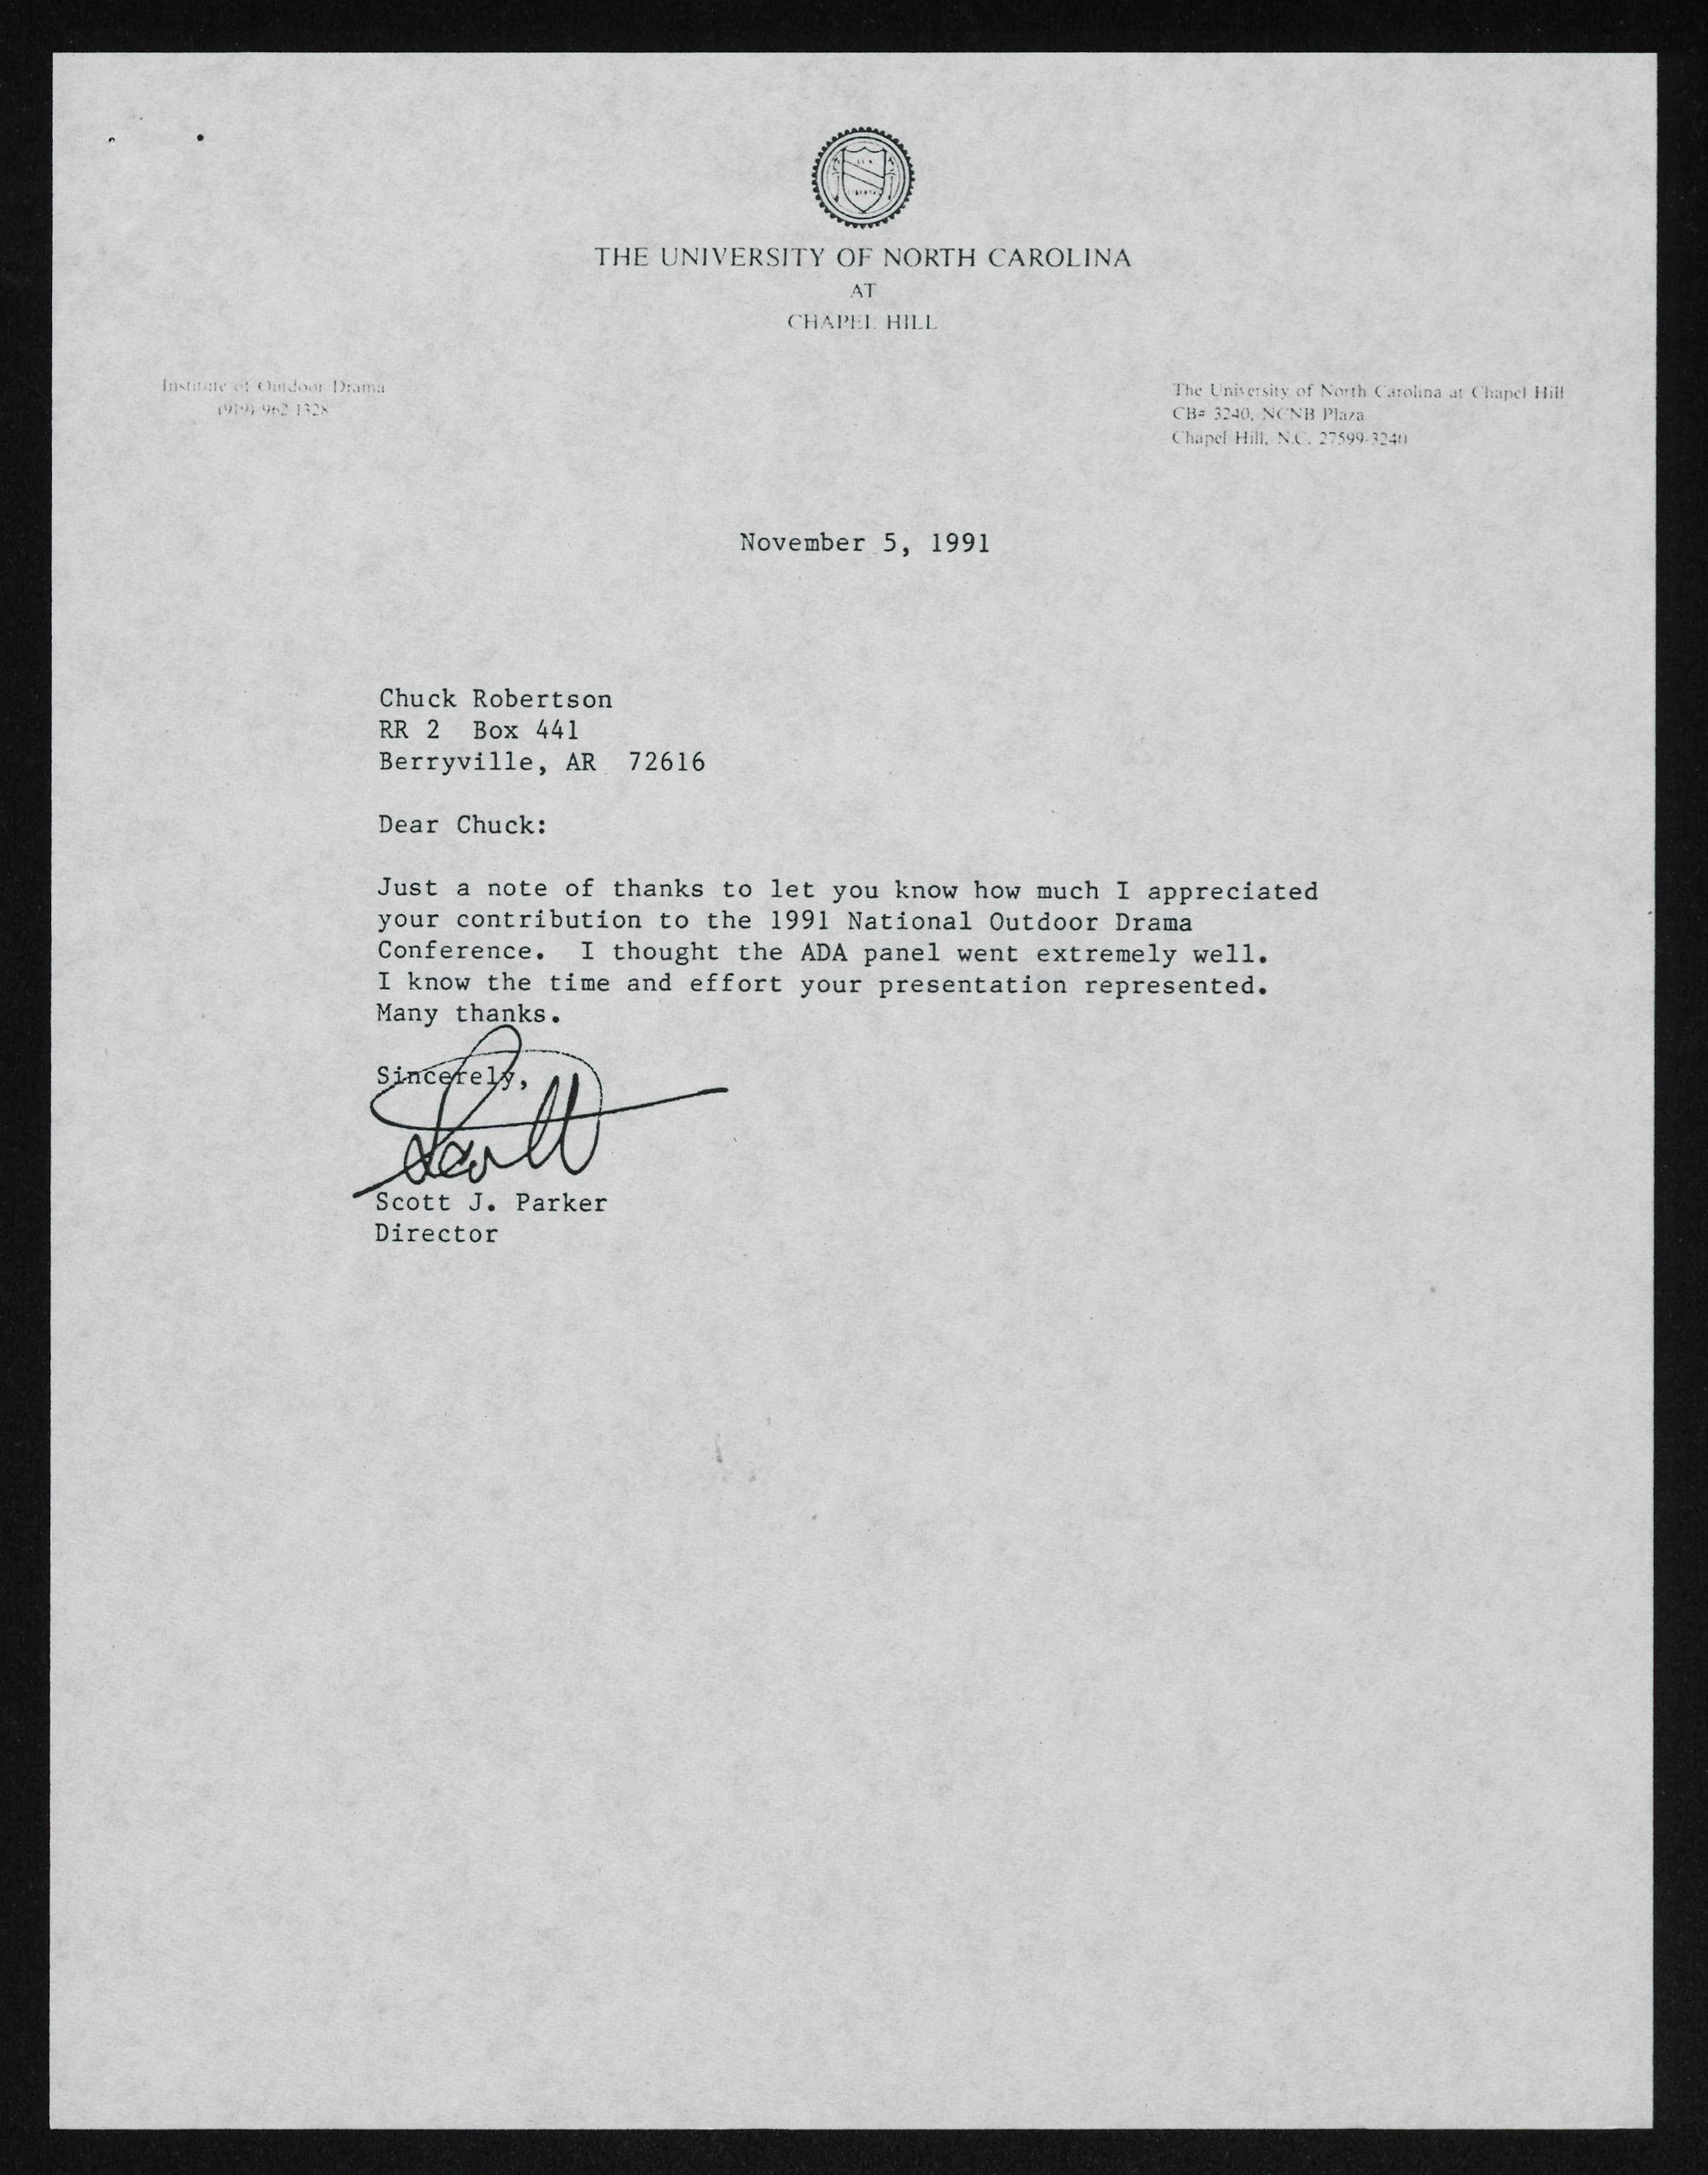 THE UNIVERSITY OF NORTH CAROLINA
AT
CHAPEL HILL
Institute of Outdoor Drama
(919) 962-1328
The University of North Carolina at Chapel Hill
CB# 3240, NCNB Plaza
Chapel Hill, N.C. 27599-3240
November 5, 1991
Chuck Robertson
RR 2  Box 441
Berryville, AR  72616
Dear Chuck:
Just a note of thanks to let you know how much I appreciated
your contribution to the 1991 National Outdoor Drama
Conference.  I thought the ADA panel went extremely well.
I know the time and effort your presentation represented.
Many thanks.
Sincerely,
Scott
Scott J. Parker
Director